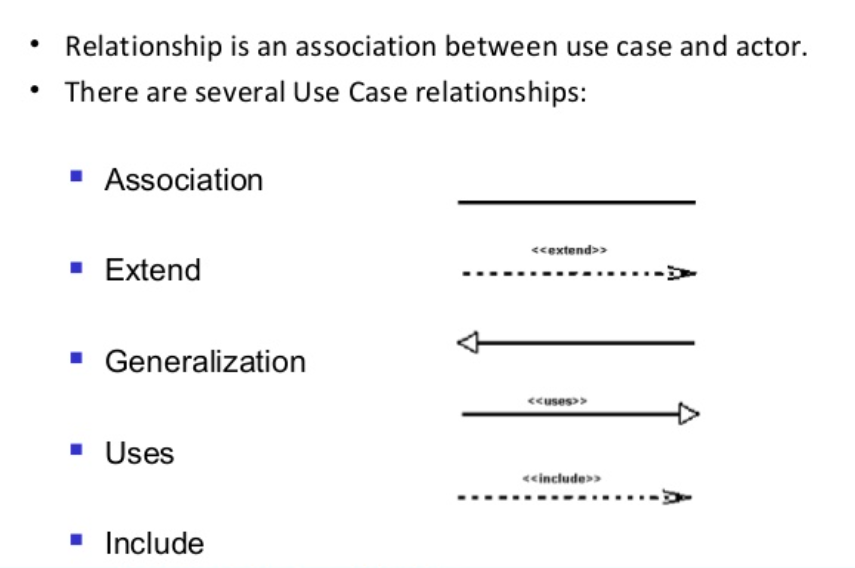 • Relationship is an association between use case and actor.
• There are several Use Case relationships:
▪ Association
<<extend>>
▪ Extend
▪ Generalization
<<uses>>
▪ Uses
<<include>>
▪ Include